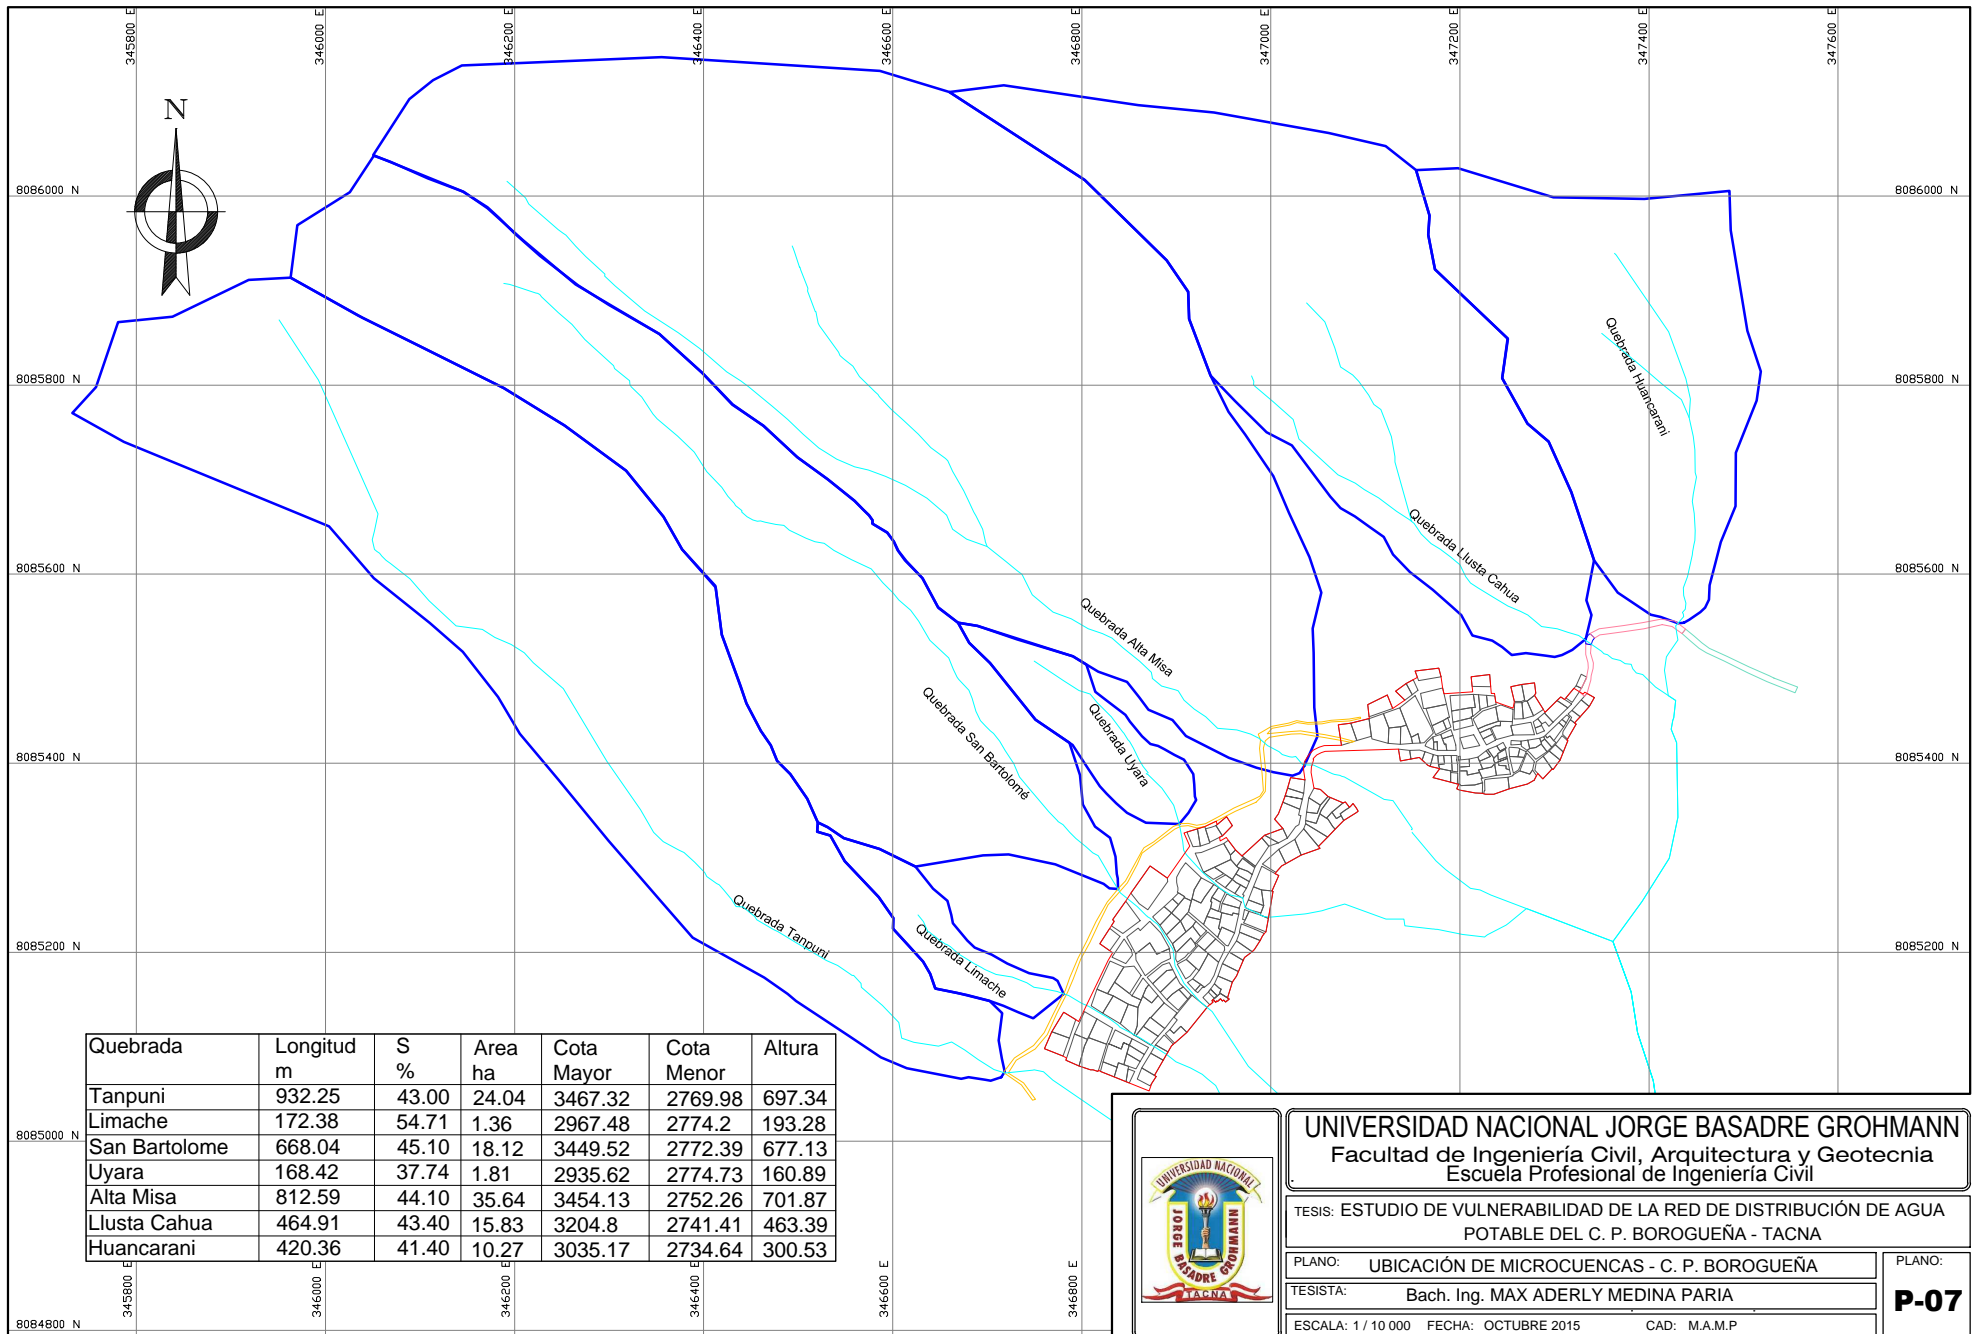 345800 E
346000 E
346200 E
346400 E
346600 E
346800 E
347000 E
347200 E
347400 E
347600 E
N
8086000 N
8086000 N
8085800 N
8085800 N
8085600 N
8085600 N
8085400 N
8085400 N
8085200 N
8085200 N
8085000 N
8084800 N
Quebrada Huancarani
Quebrada Llusta Cahua
Quebrada Alta Misa
Quebrada Uyara
Quebrada San Bartolomé
Quebrada Tanpuni
Quebrada Limache
Quebrada Longitud m S % Area ha Cota Mayor Cota Menor Altura
Tanpuni 932.25 43.00 24.04 3467.32 2769.98 697.34
Limache 172.38 54.71 1.36 2967.48 2774.2 193.28
San Bartolome 668.04 45.10 18.12 3449.52 2772.39 677.13
Uyara 168.42 37.74 1.81 2935.62 2774.73 160.89
Alta Misa 812.59 44.10 35.64 3454.13 2752.26 701.87
Llusta Cahua 464.91 43.40 15.83 3204.8 2741.41 463.39
Huancarani 420.36 41.40 10.27 3035.17 2734.64 300.53
345800 E
346000 E
346200 E
346400 E
346600 E
346800 E
UNIVERSIDAD NACIONAL
JORGE BASADRE GROHMANN
TACNA
UNIVERSIDAD NACIONAL JORGE BASADRE GROHMANN
Facultad de Ingeniería Civil, Arquitectura y Geotecnia
Escuela Profesional de Ingeniería Civil
TESIS: ESTUDIO DE VULNERABILIDAD DE LA RED DE DISTRIBUCIÓN DE AGUA
POTABLE DEL C. P. BOROGUEÑA - TACNA
PLANO: UBICACIÓN DE MICROCUENCAS - C. P. BOROGUEÑA
TESISTA: Bach. Ing. MAX ADERLY MEDINA PARIA
ESCALA: 1 / 10 000 FECHA: OCTUBRE 2015 CAD: M.A.M.P
PLANO:
P-07